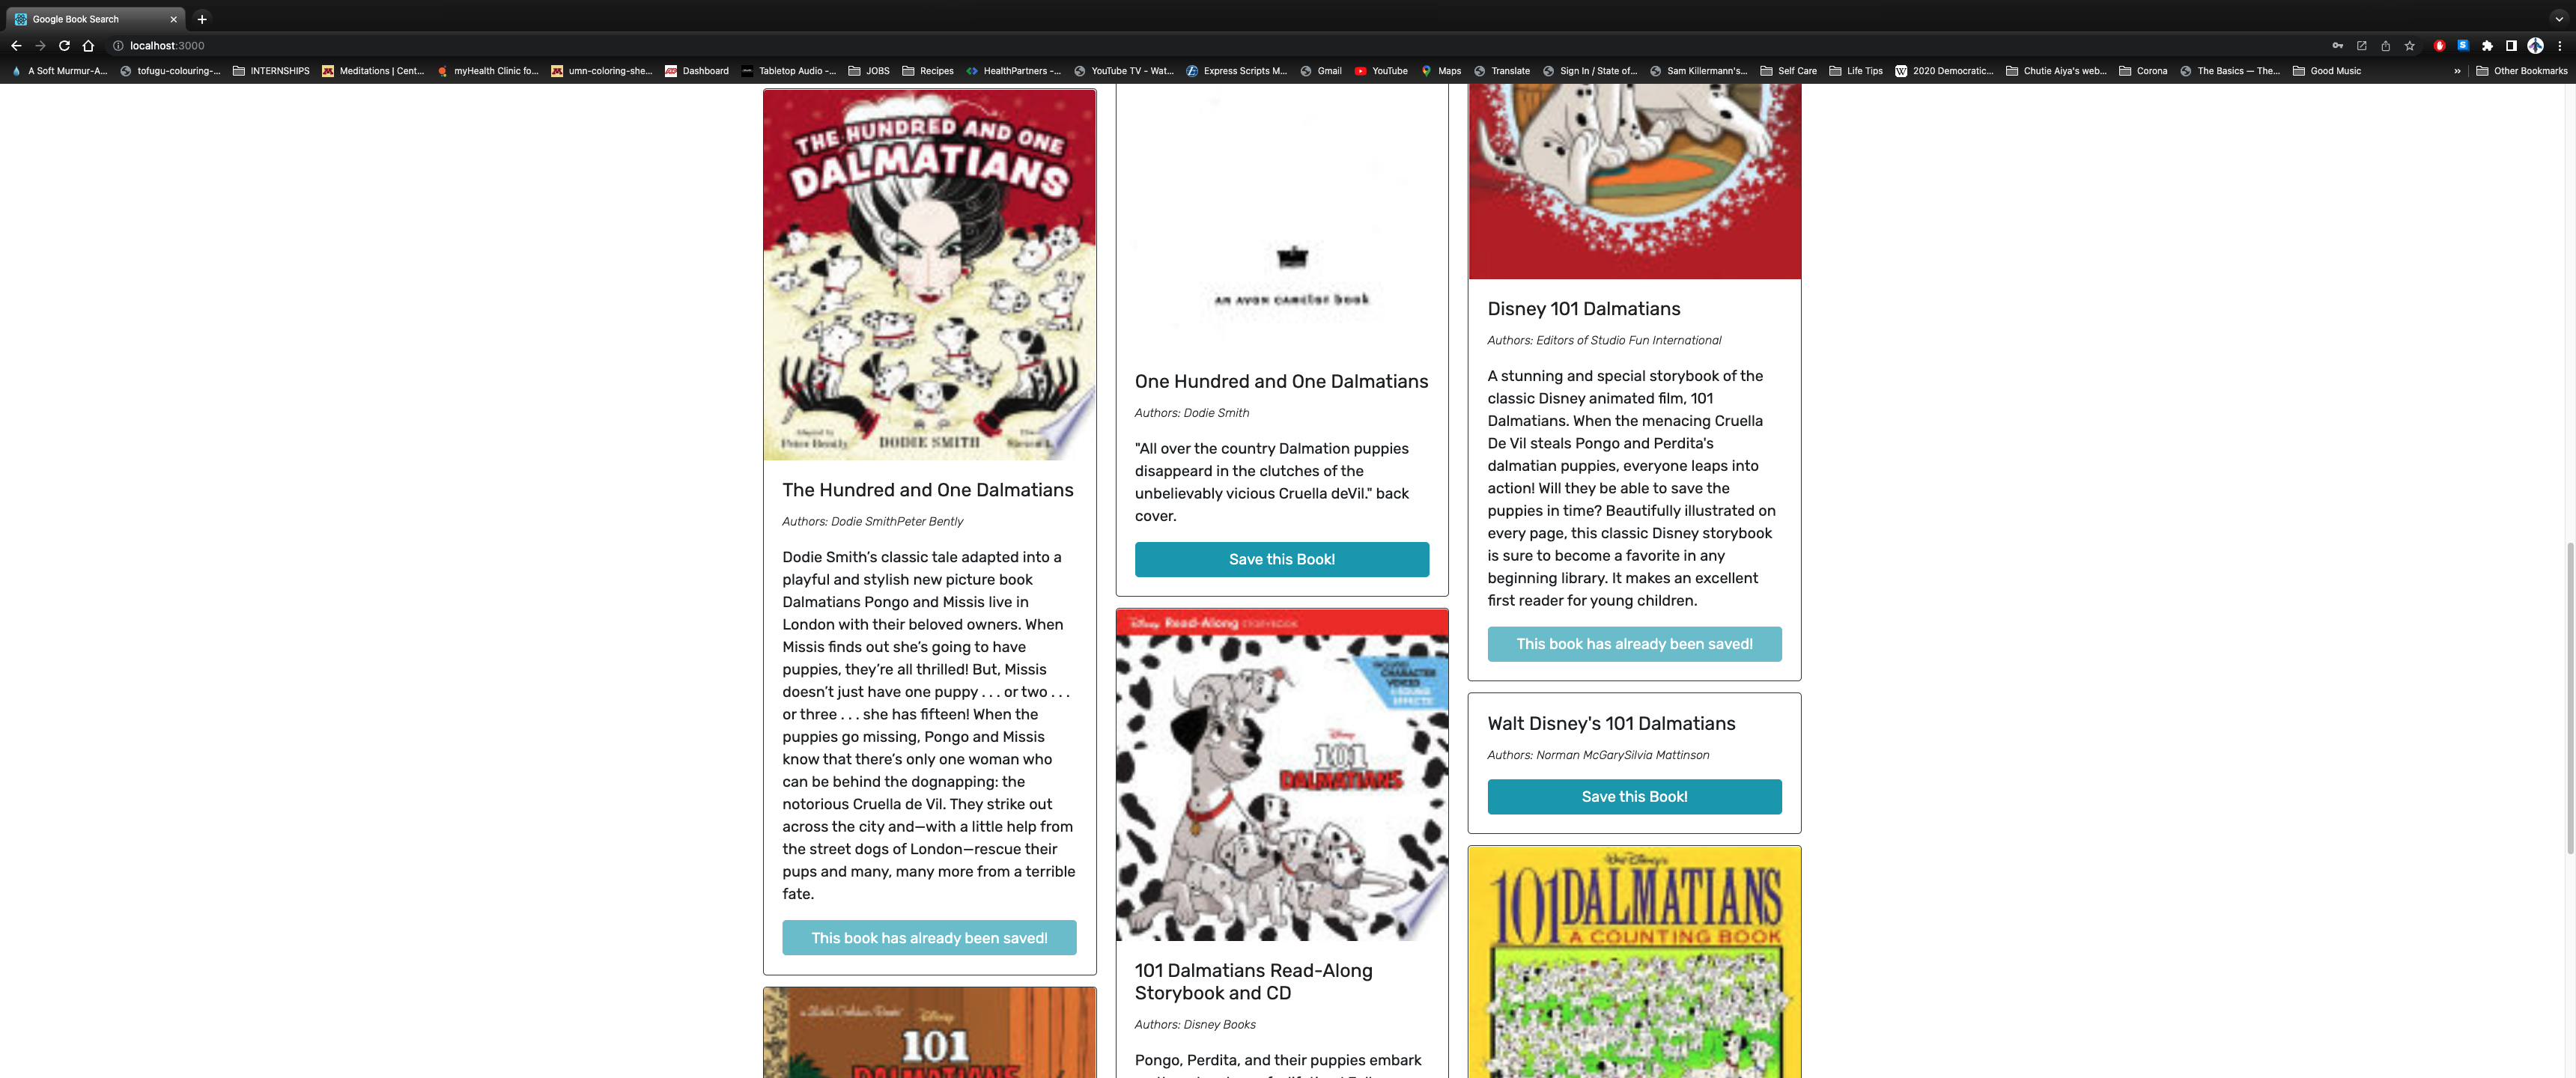 Google Book Search
localhost:3000
A Soft Murmur-A...
tofugu-colouring-...
INTERNSHIPS
Meditations | Cent...
myHealth Clinic fo...
umn-coloring-she...
Dashboard
Tabletop Audio -...
JOBS
Recipes
HealthPartners -...
YouTube TV - Wat...
Express Scripts M...
Gmail
YouTube
Maps
Translate
Sign In / State of...
Sam Killermann's...
Self Care
Life Tips
2020 Democratic...
Chutie Aiya's web...
Corona
The Basics — The...
Good Music
»
Other Bookmarks
THE HUNDRED AND ONE
DALMATIANS
DODIE SMITH
The Hundred and One Dalmatians
Authors: Dodie SmithPeter Bently
Dodie Smith’s classic tale adapted into a
playful and stylish new picture book
Dalmatians Pongo and Missis live in
London with their beloved owners. When
Missis finds out she’s going to have
puppies, they’re all thrilled! But, Missis
doesn’t just have one puppy . . . or two . . .
or three . . . she has fifteen! When the
puppies go missing, Pongo and Missis
know that there’s only one woman who
can be behind the dognapping: the
notorious Cruella de Vil. They strike out
across the city and—with a little help from
the street dogs of London—rescue their
pups and many, many more from a terrible
fate.
This book has already been saved!
a Little Golden Book
Disney
101
DALMATIANS
AN AVON CAMELOT book
One Hundred and One Dalmatians
Authors: Dodie Smith
"All over the country Dalmation puppies
disappeard in the clutches of the
unbelievably vicious Cruella deVil." back
cover.
Save this Book!
Disney Read-Along STORYBOOK
CHARACTER
VOICES
Disney
101
DALMATIANS
101 Dalmatians Read-Along
Storybook and CD
Authors: Disney Books
Pongo, Perdita, and their puppies embark
Disney 101 Dalmatians
Authors: Editors of Studio Fun International
A stunning and special storybook of the
classic Disney animated film, 101
Dalmatians. When the menacing Cruella
De Vil steals Pongo and Perdita's
dalmatian puppies, everyone leaps into
action! Will they be able to save the
puppies in time? Beautifully illustrated on
every page, this classic Disney storybook
is sure to become a favorite in any
beginning library. It makes an excellent
first reader for young children.
This book has already been saved!
Walt Disney's 101 Dalmatians
Authors: Norman McGarySilvia Mattinson
Save this Book!
Walt Disney's
101 DALMATIANS
A COUNTING BOOK